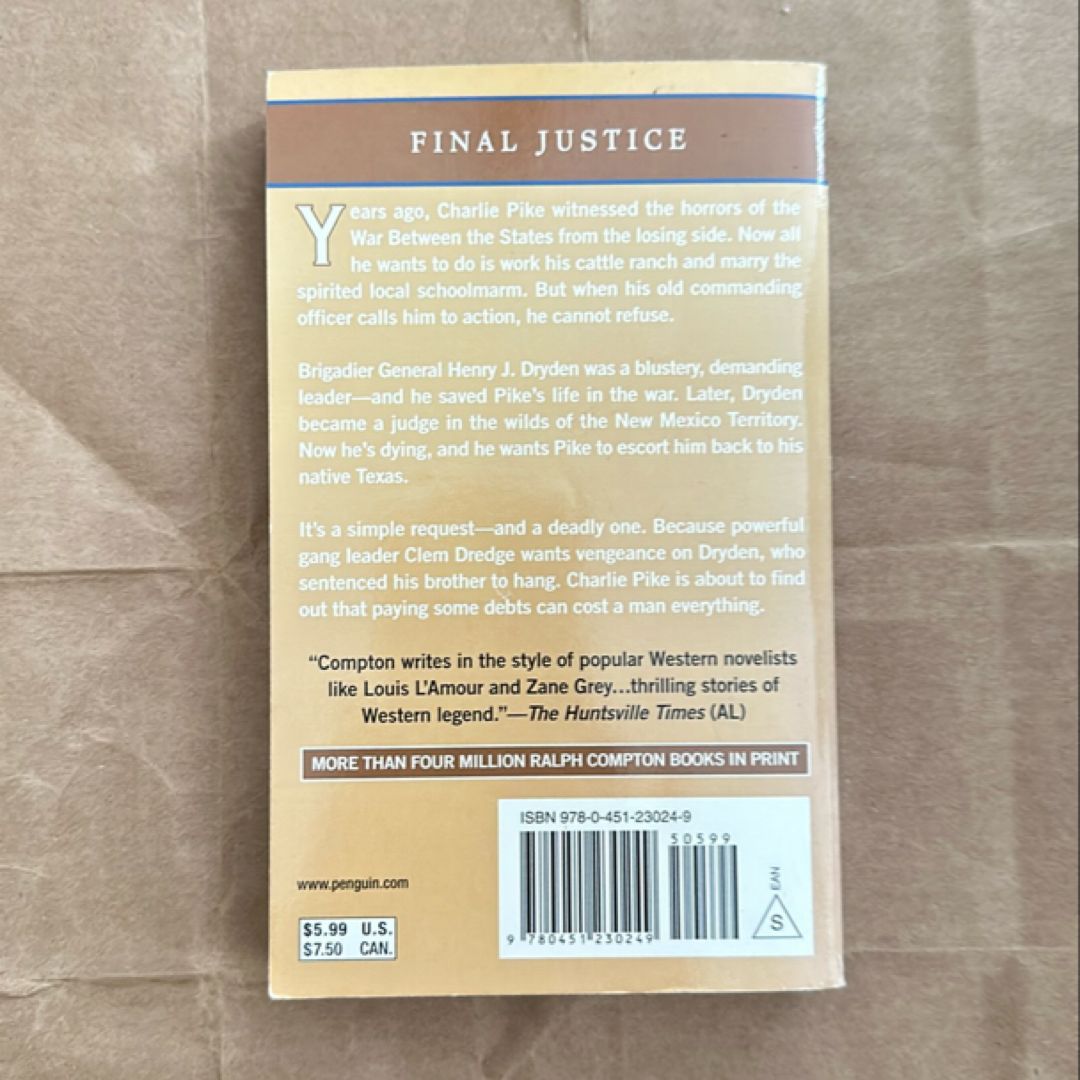 FINAL JUSTICE
Years ago, Charlie Pike witnessed the horrors of the
War Between the States from the losing side. Now all
he wants to do is work his cattle ranch and marry the
spirited local schoolmarm. But when his old commanding
officer calls him to action, he cannot refuse.
Brigadier General Henry J. Dryden was a blustery, demanding
leader—and he saved Pike's life in the war. Later, Dryden
became a judge in the wilds of the New Mexico Territory.
Now he's dying, and he wants Pike to escort him back to his
native Texas.
It's a simple request—and a deadly one. Because powerful
gang leader Clem Dredge wants vengeance on Dryden, who
sentenced his brother to hang. Charlie Pike is about to find
out that paying some debts can cost a man everything.
“Compton writes in the style of popular Western novelists
like Louis L'Amour and Zane Grey...thrilling stories of
Western legend.”—The Huntsville Times (AL)
MORE THAN FOUR MILLION RALPH COMPTON BOOKS IN PRINT
ISBN 978-0-451-23024-9
50599
9 780451 230249
EAN
S
www.penguin.com
$5.99 U.S.
$7.50 CAN.